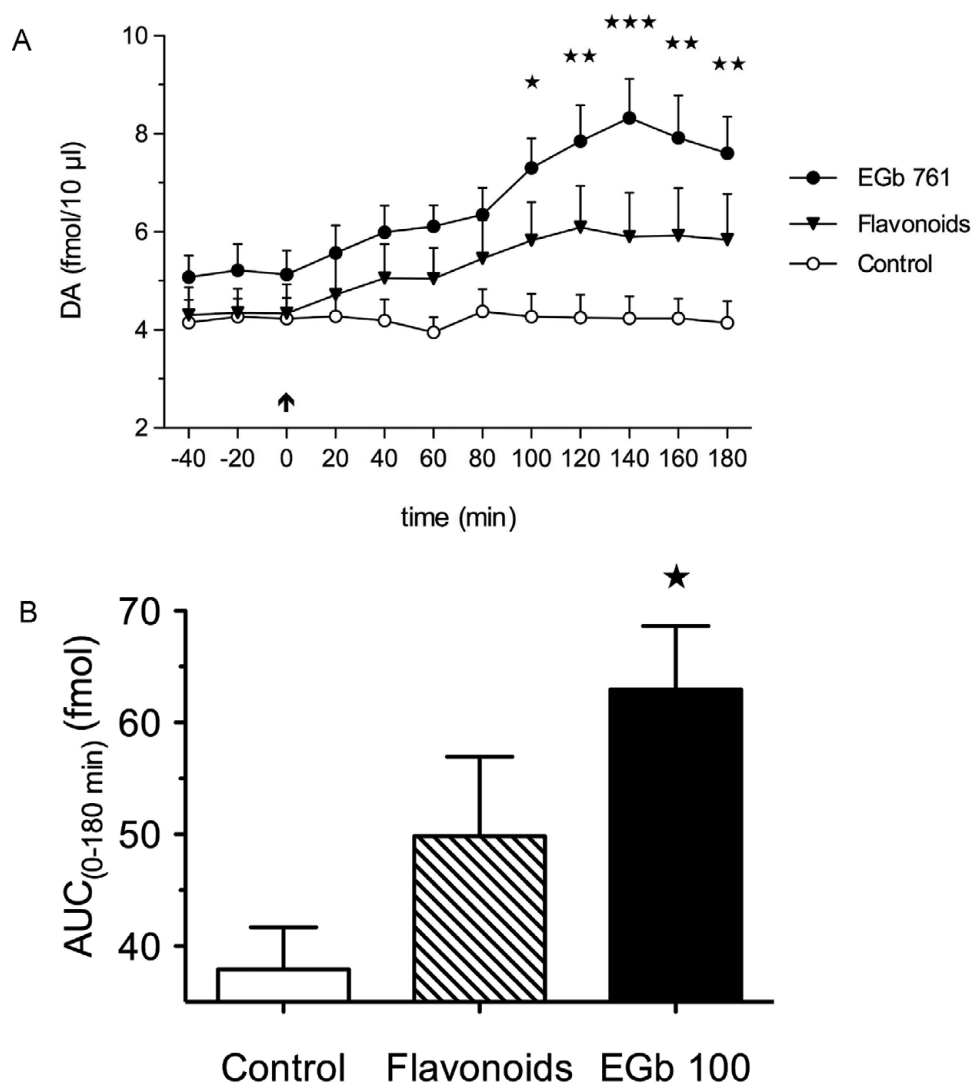 A
DA (fmol/10 µl)
10
8
6
4
2
★
★★
★★★
★★
★★
-40 -20 0 20 40 60 80 100 120 140 160 180
time (min)
EGb 761
Flavonoids
Control
B
AUC(0-180 min) (fmol)
70
60
50
40
★
Control Flavonoids EGb 100